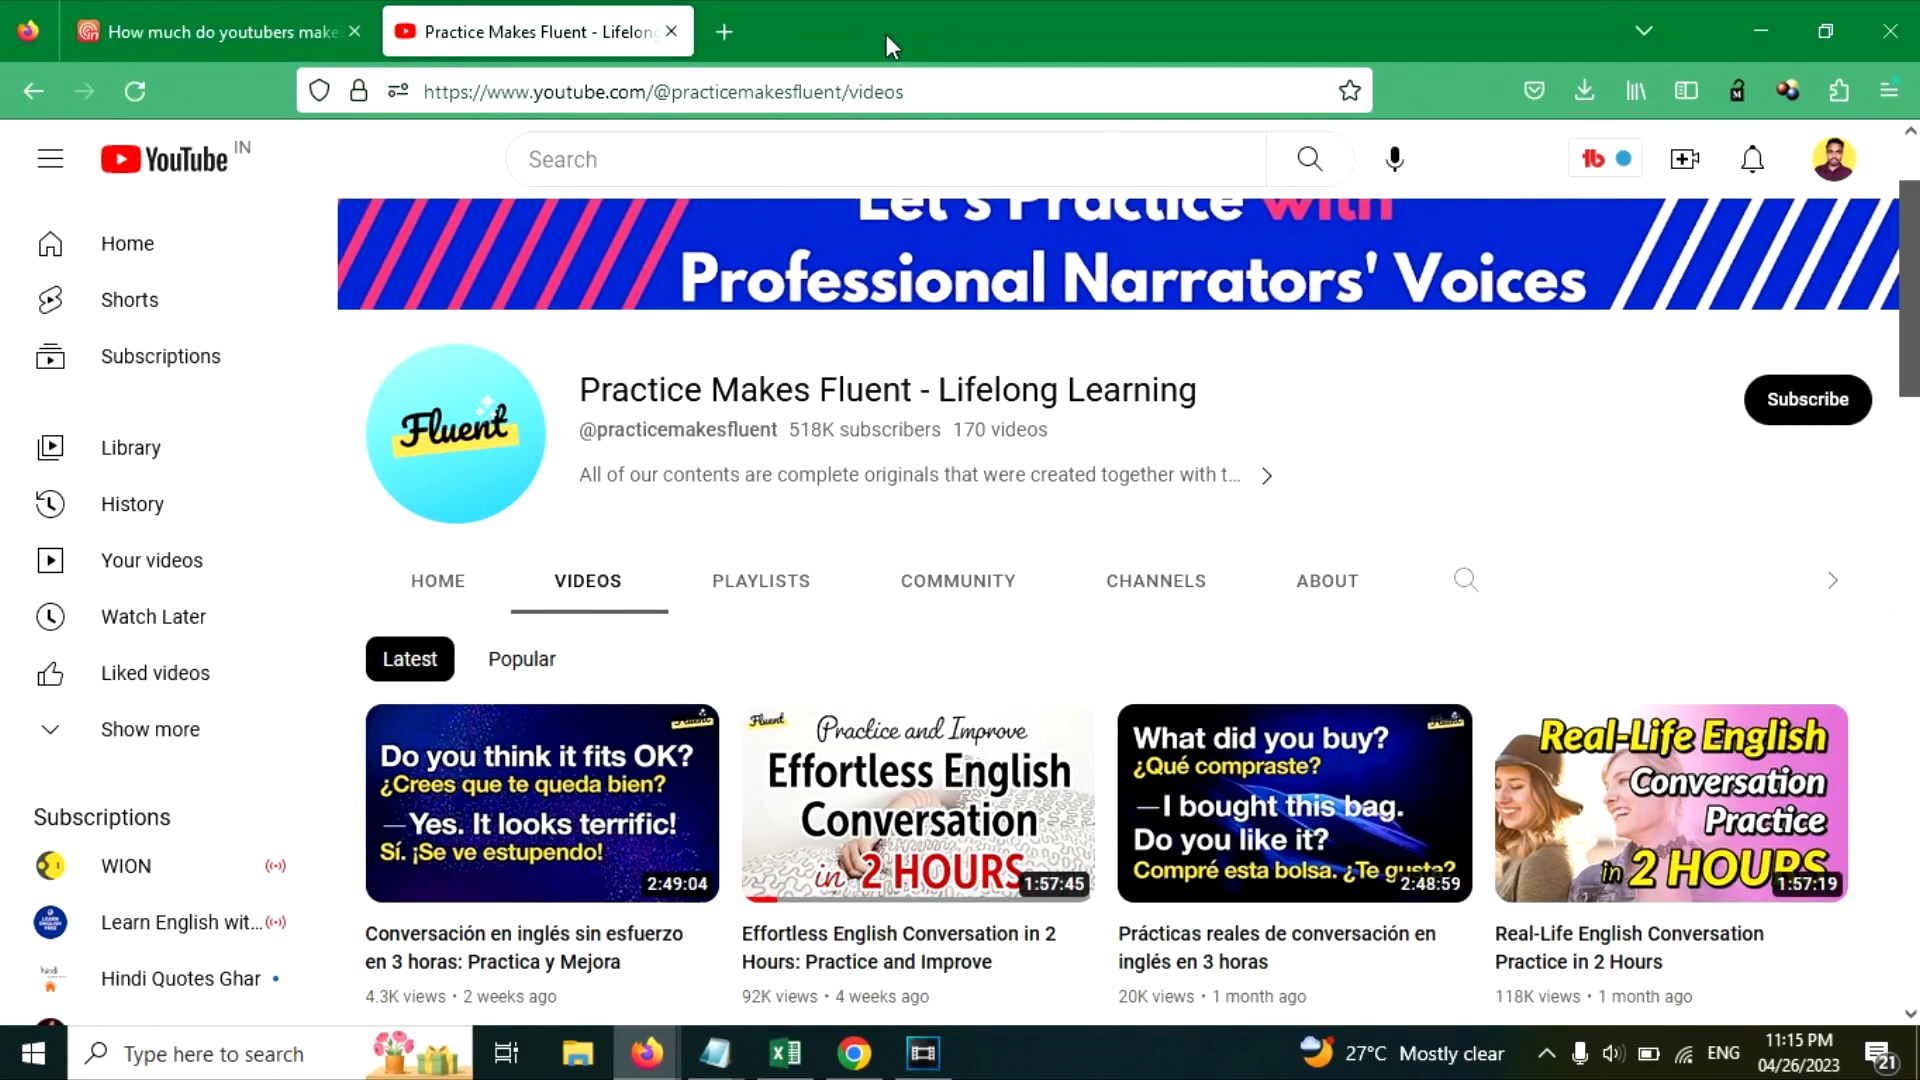 How much do youtubers make
Practice Makes Fluent - Lifelong
https://www.youtube.com/@practicemakesfluent/videos
YouTube IN
Search
Let's Practice with
Professional Narrators' Voices
Home
Shorts
Subscriptions
Library
History
Your videos
Watch Later
Liked videos
Show more
Subscriptions
WION
Learn English wit...
Hindi Quotes Ghar
Fluent
Practice Makes Fluent - Lifelong Learning
@practicemakesfluent 518K subscribers 170 videos
All of our contents are complete originals that were created together with t...
Subscribe
HOME VIDEOS PLAYLISTS COMMUNITY CHANNELS ABOUT
Latest Popular
Do you think it fits OK?
¿Crees que te queda bien?
—Yes. It looks terrific!
Sí. ¡Se ve estupendo!
2:49:04
Conversación en inglés sin esfuerzo
en 3 horas: Practica y Mejora
4.3K views • 2 weeks ago
Fluent
Practice and Improve
Effortless English
Conversation
in 2 HOURS
1:57:45
Effortless English Conversation in 2
Hours: Practice and Improve
92K views • 4 weeks ago
What did you buy?
¿Qué compraste?
—I bought this bag.
Do you like it?
Compré esta bolsa. ¿Te gusta?
2:48:59
Prácticas reales de conversación en
inglés en 3 horas
20K views • 1 month ago
Real-Life English
Conversation
Practice
in 2 HOURS
1:57:19
Real-Life English Conversation
Practice in 2 Hours
118K views • 1 month ago
Type here to search
27°C Mostly clear
ENG
11:15 PM
04/26/2023
21